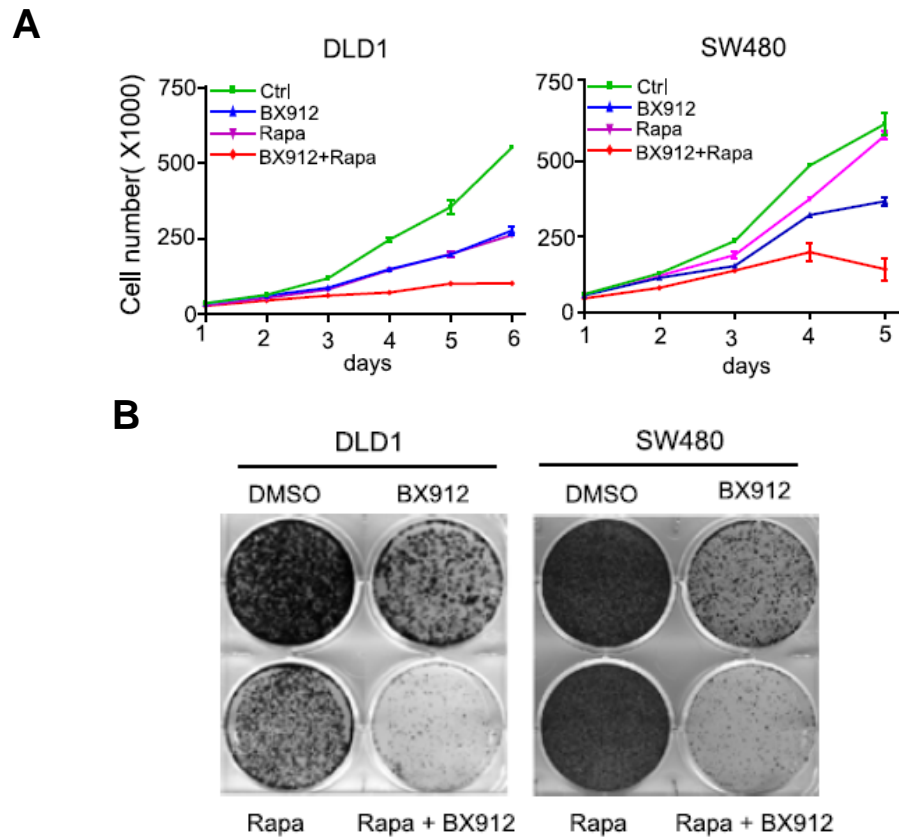 A
DLD1
Cell number( X1000)
750
500
250
0
Ctrl
BX912
Rapa
BX912+Rapa
1 2 3 4 5 6
days
SW480
750
500
250
0
Ctrl
BX912
Rapa
BX912+Rapa
1 2 3 4 5
days
B
DLD1
DMSO BX912
Rapa Rapa + BX912
SW480
DMSO BX912
Rapa Rapa + BX912